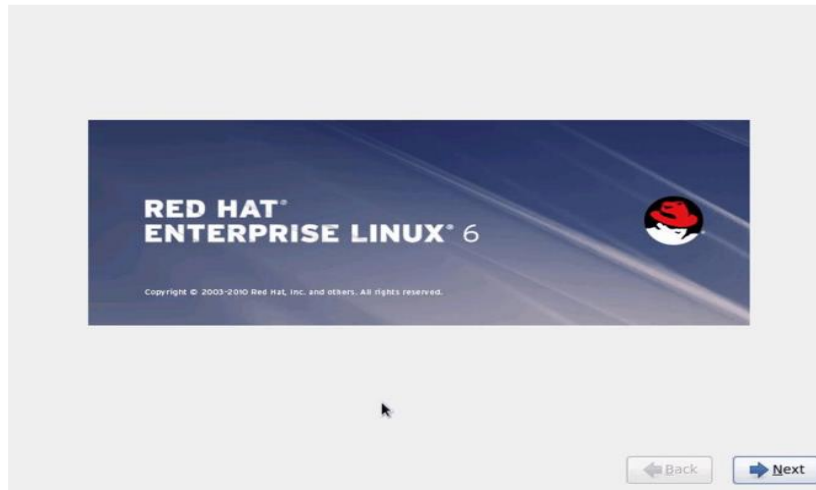 RED HAT®
ENTERPRISE LINUX® 6
Copyright © 2003-2010 Red Hat, Inc. and others. All rights reserved.
Back
Next